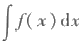 ∫f( x ) dx